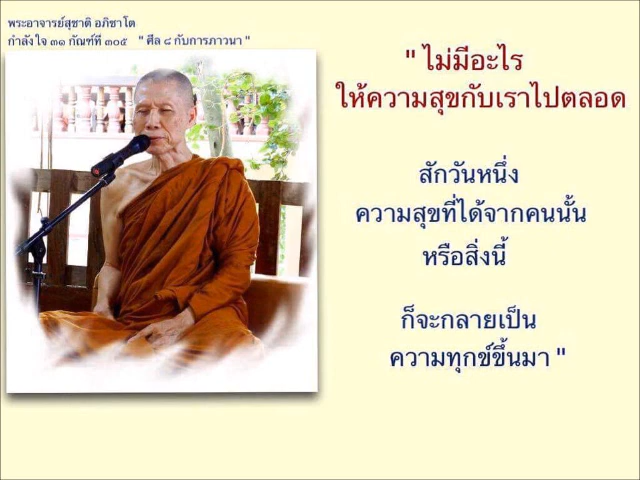 พระอาจารย์สุชาติ อภิชาโต
กำลังใจ ๓๑ กัณฑ์ที่ ๓๐๕ " ศีล ๘ กับการภาวนา "
" ไม่มีอะไร
ให้ความสุขกับเราไปตลอด
สักวันหนึ่ง
ความสุขที่ได้จากคนนั้น
หรือสิ่งนี้
ก็จะกลายเป็น
ความทุกข์ขึ้นมา "